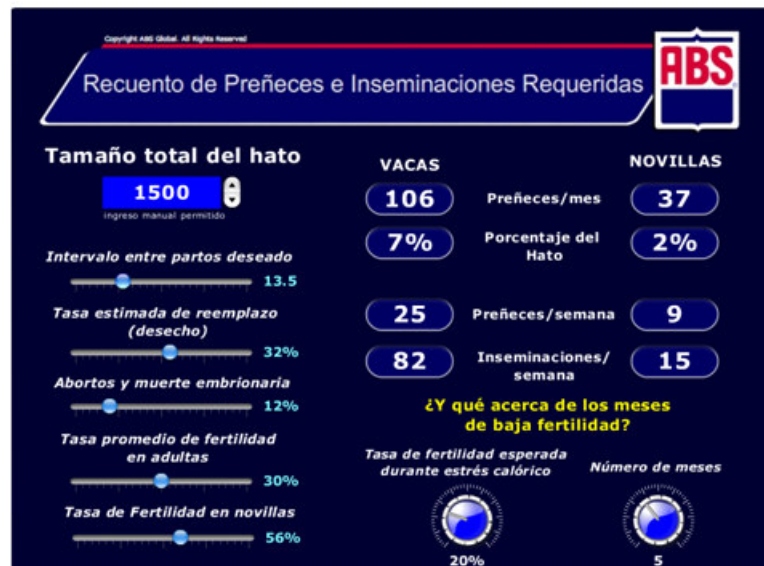 Copyright ABS Global. All Rights Reserved
ABS
Recuento de Preñeces e Inseminaciones Requeridas
Tamaño total del hato
1500
ingreso manual permitido
Intervalo entre partos deseado
13.5
Tasa estimada de reemplazo
(desecho)
32%
Abortos y muerte embrionaria
12%
Tasa promedio de fertilidad
en adultas
30%
Tasa de Fertilidad en novillas
56%
VACAS NOVILLAS
106 Preñeces/mes 37
7% Porcentaje del
Hato 2%
25 Preñeces/semana 9
82 Inseminaciones/
semana 15
¿Y qué acerca de los meses
de baja fertilidad?
Tasa de fertilidad esperada
durante estrés calórico
20%
Número de meses
5